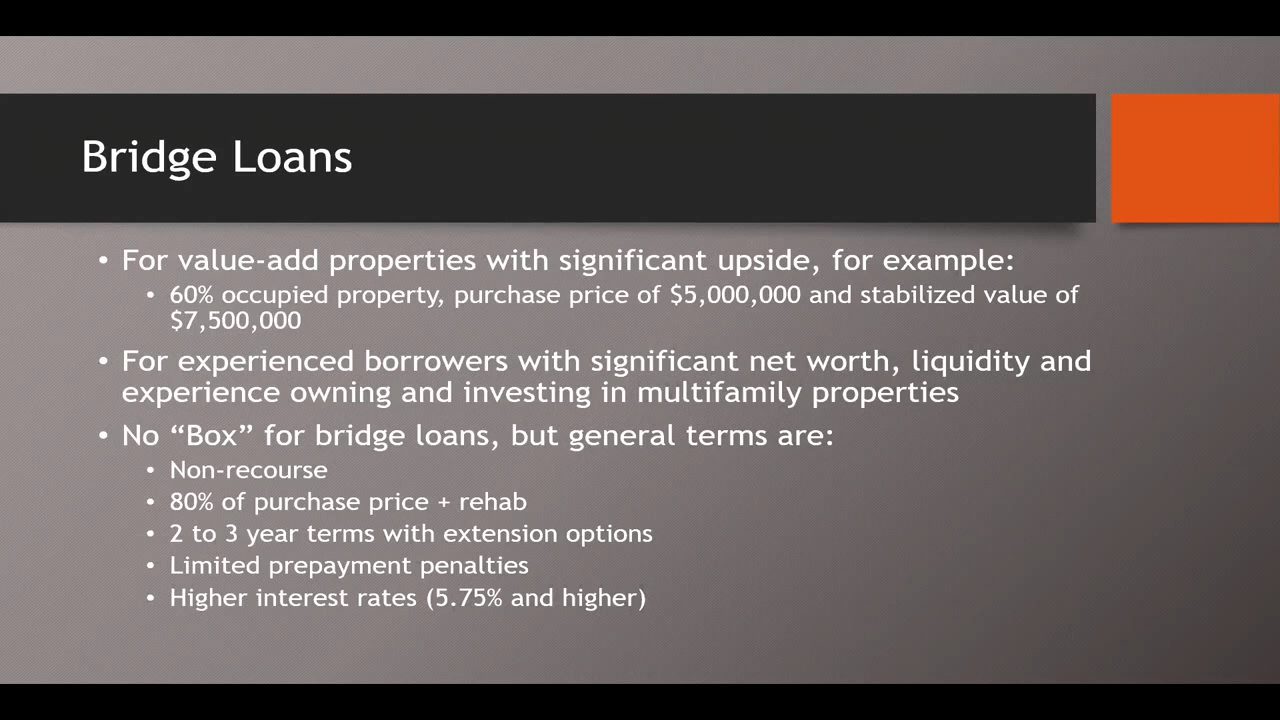 Bridge Loans
• For value-add properties with significant upside, for example:
• 60% occupied property, purchase price of $5,000,000 and stabilized value of
$7,500,000
• For experienced borrowers with significant net worth, liquidity and
experience owning and investing in multifamily properties
• No “Box” for bridge loans, but general terms are:
• Non-recourse
• 80% of purchase price + rehab
• 2 to 3 year terms with extension options
• Limited prepayment penalties
• Higher interest rates (5.75% and higher)